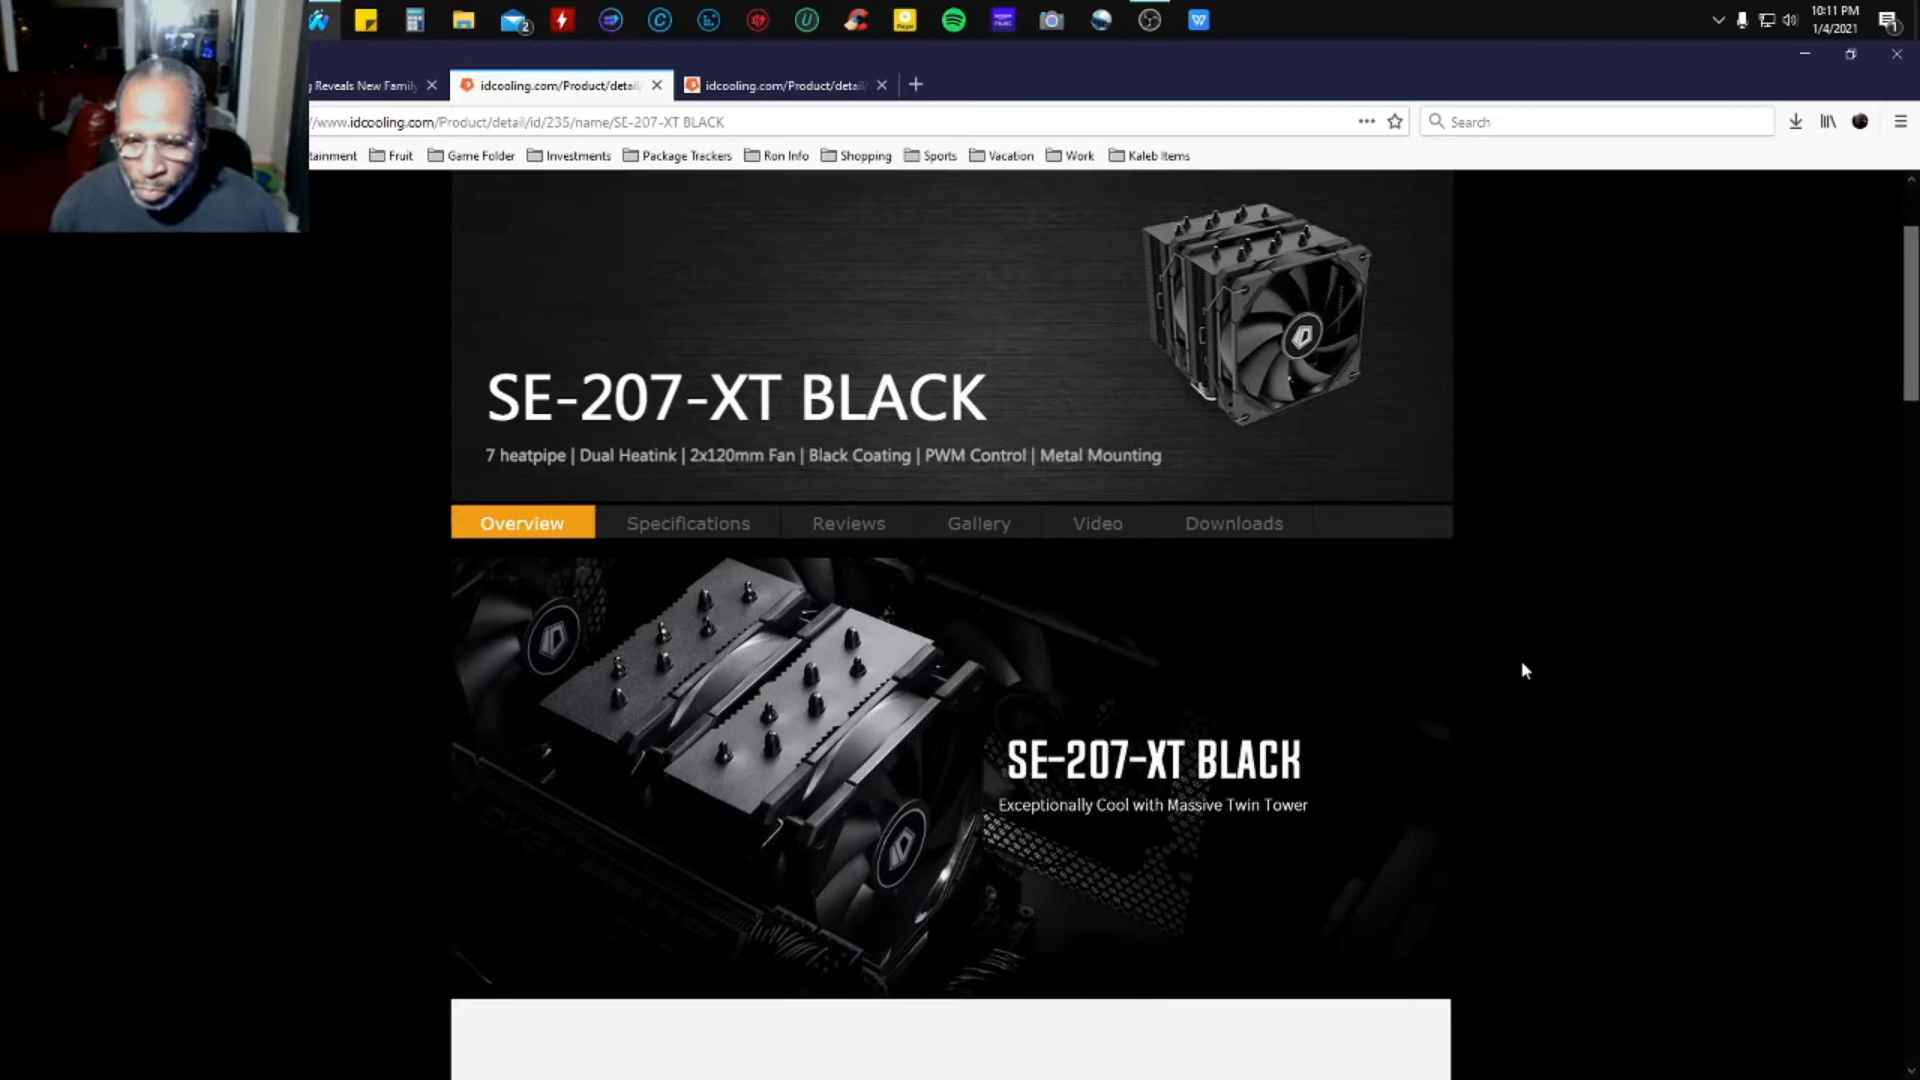 10:11 PM
1/4/2021
2
1
g Reveals New Family
idcooling.com/Product/detail/
idcooling.com/Product/detail/
//www.idcooling.com/Product/detail/id/235/name/SE-207-XT BLACK
Search
tainment Fruit Game Folder Investments Package Trackers Ron Info Shopping Sports Vacation Work Kaleb Items
SE-207-XT BLACK
7 heatpipe | Dual Heatink | 2x120mm Fan | Black Coating | PWM Control | Metal Mounting
Overview Specifications Reviews Gallery Video Downloads
SE-207-XT BLACK
Exceptionally Cool with Massive Twin Tower